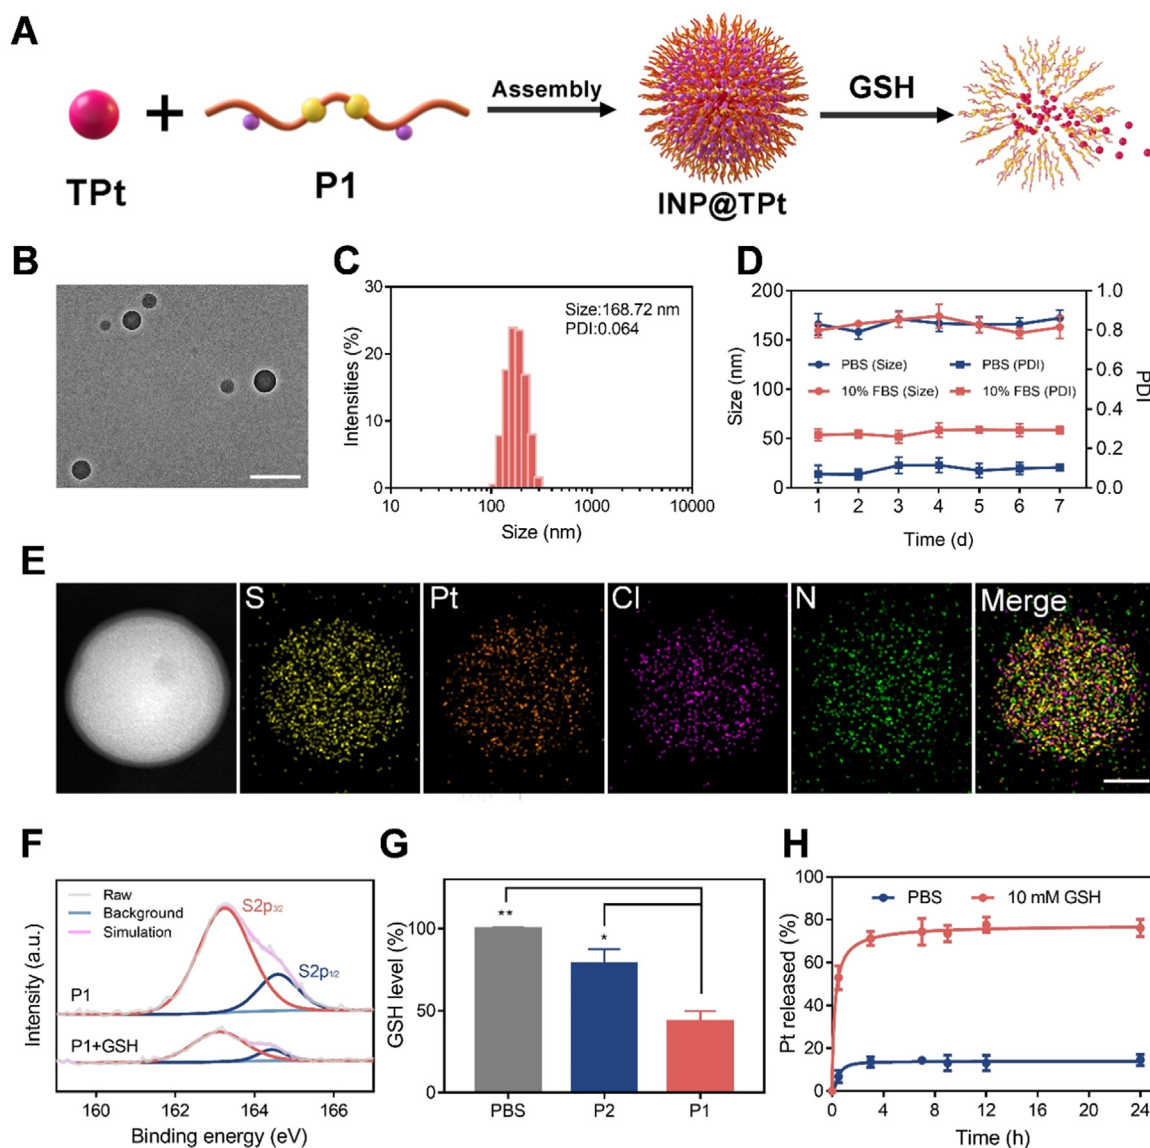 A
TPt
+
P1
Assembly
INP@TPt
GSH
B
C
Intensities (%)
30
20
10
0
10
100
1000
10000
Size (nm)
Size:168.72 nm
PDI:0.064
D
Size (nm)
200
150
100
50
0
PBS (Size)
PBS (PDI)
10% FBS (Size)
10% FBS (PDI)
1.0
0.8
0.6
0.4
0.2
0.0
PDI
1 2 3 4 5 6 7
Time (d)
E
S
Pt
Cl
N
Merge
F
Intensity (a.u.)
Raw
Background
Simulation
S2p3/2
S2p1/2
P1
P1+GSH
160
162
164
166
Binding energy (eV)
G
GSH level (%)
100
50
0
**
*
PBS
P2
P1
H
Pt released (%)
100
80
60
40
20
0
PBS
10 mM GSH
0
4
8
12
16
20
24
Time (h)